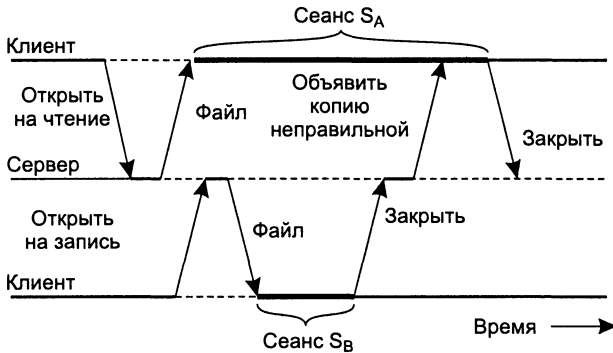 Сеанс SA
Клиент
Открыть
на чтение
Файл
Объявить
копию
неправильной
Закрыть
Сервер
Открыть
на запись
Файл
Закрыть
Клиент
Сеанс SB
Время